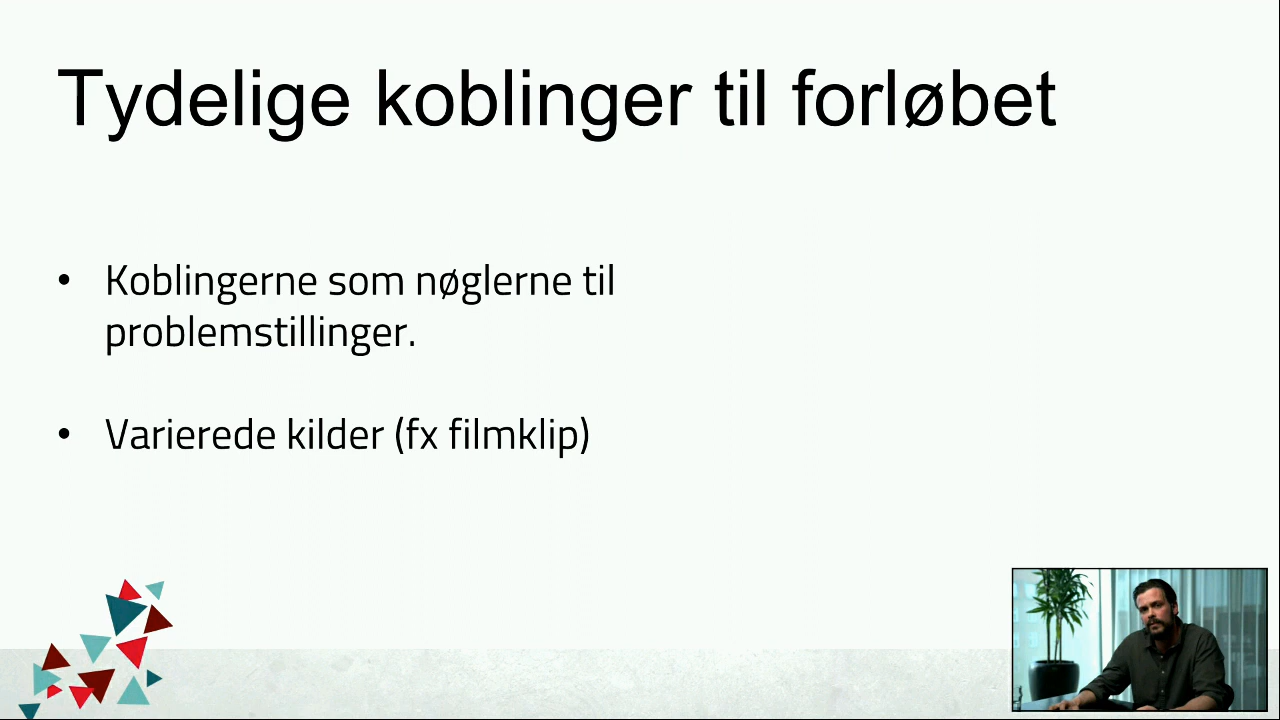 Tydelige koblinger til forløbet
• Koblingerne som nøglerne til
problemstillinger.
• Varierede kilder (fx filmklip)